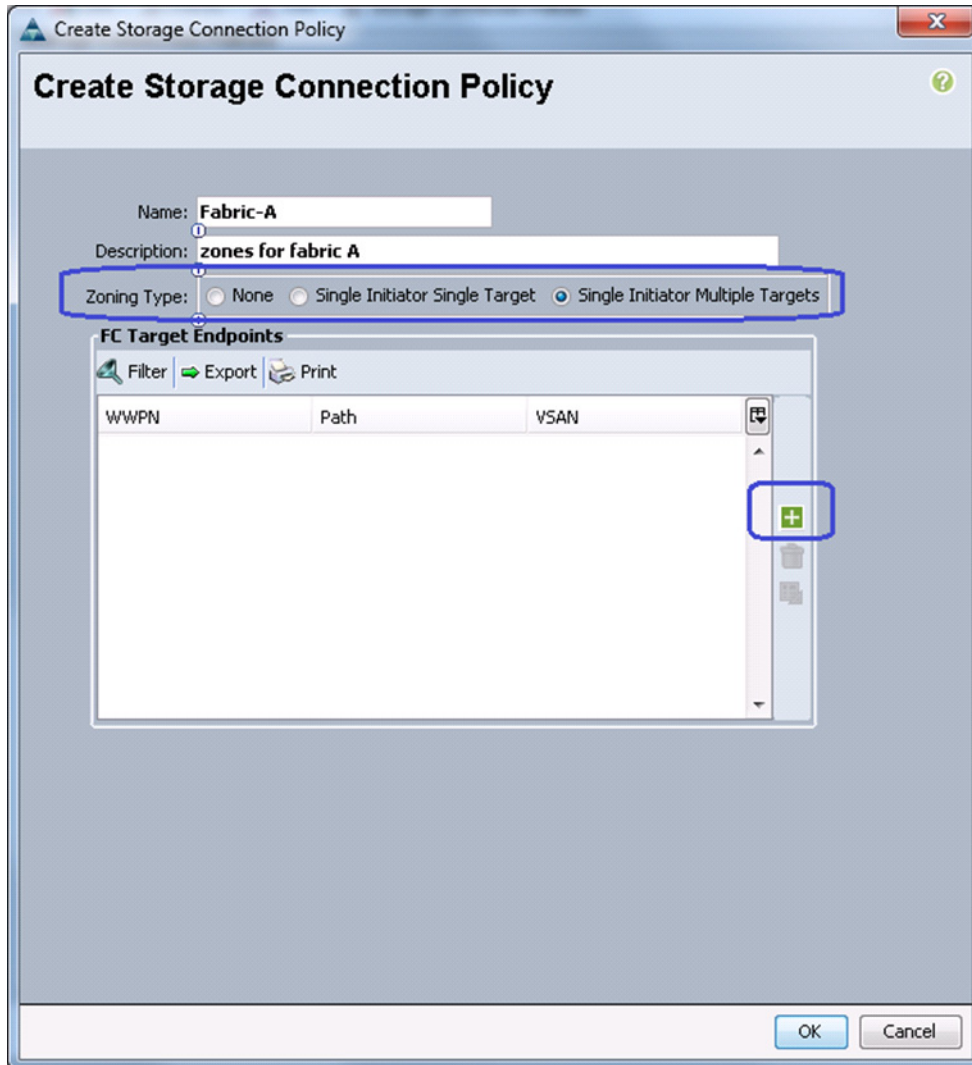 Create Storage Connection Policy
Create Storage Connection Policy
Name: Fabric-A
Description: zones for fabric A
Zoning Type: None Single Initiator Single Target Single Initiator Multiple Targets
FC Target Endpoints
Filter Export Print
WWPN Path VSAN
OK Cancel